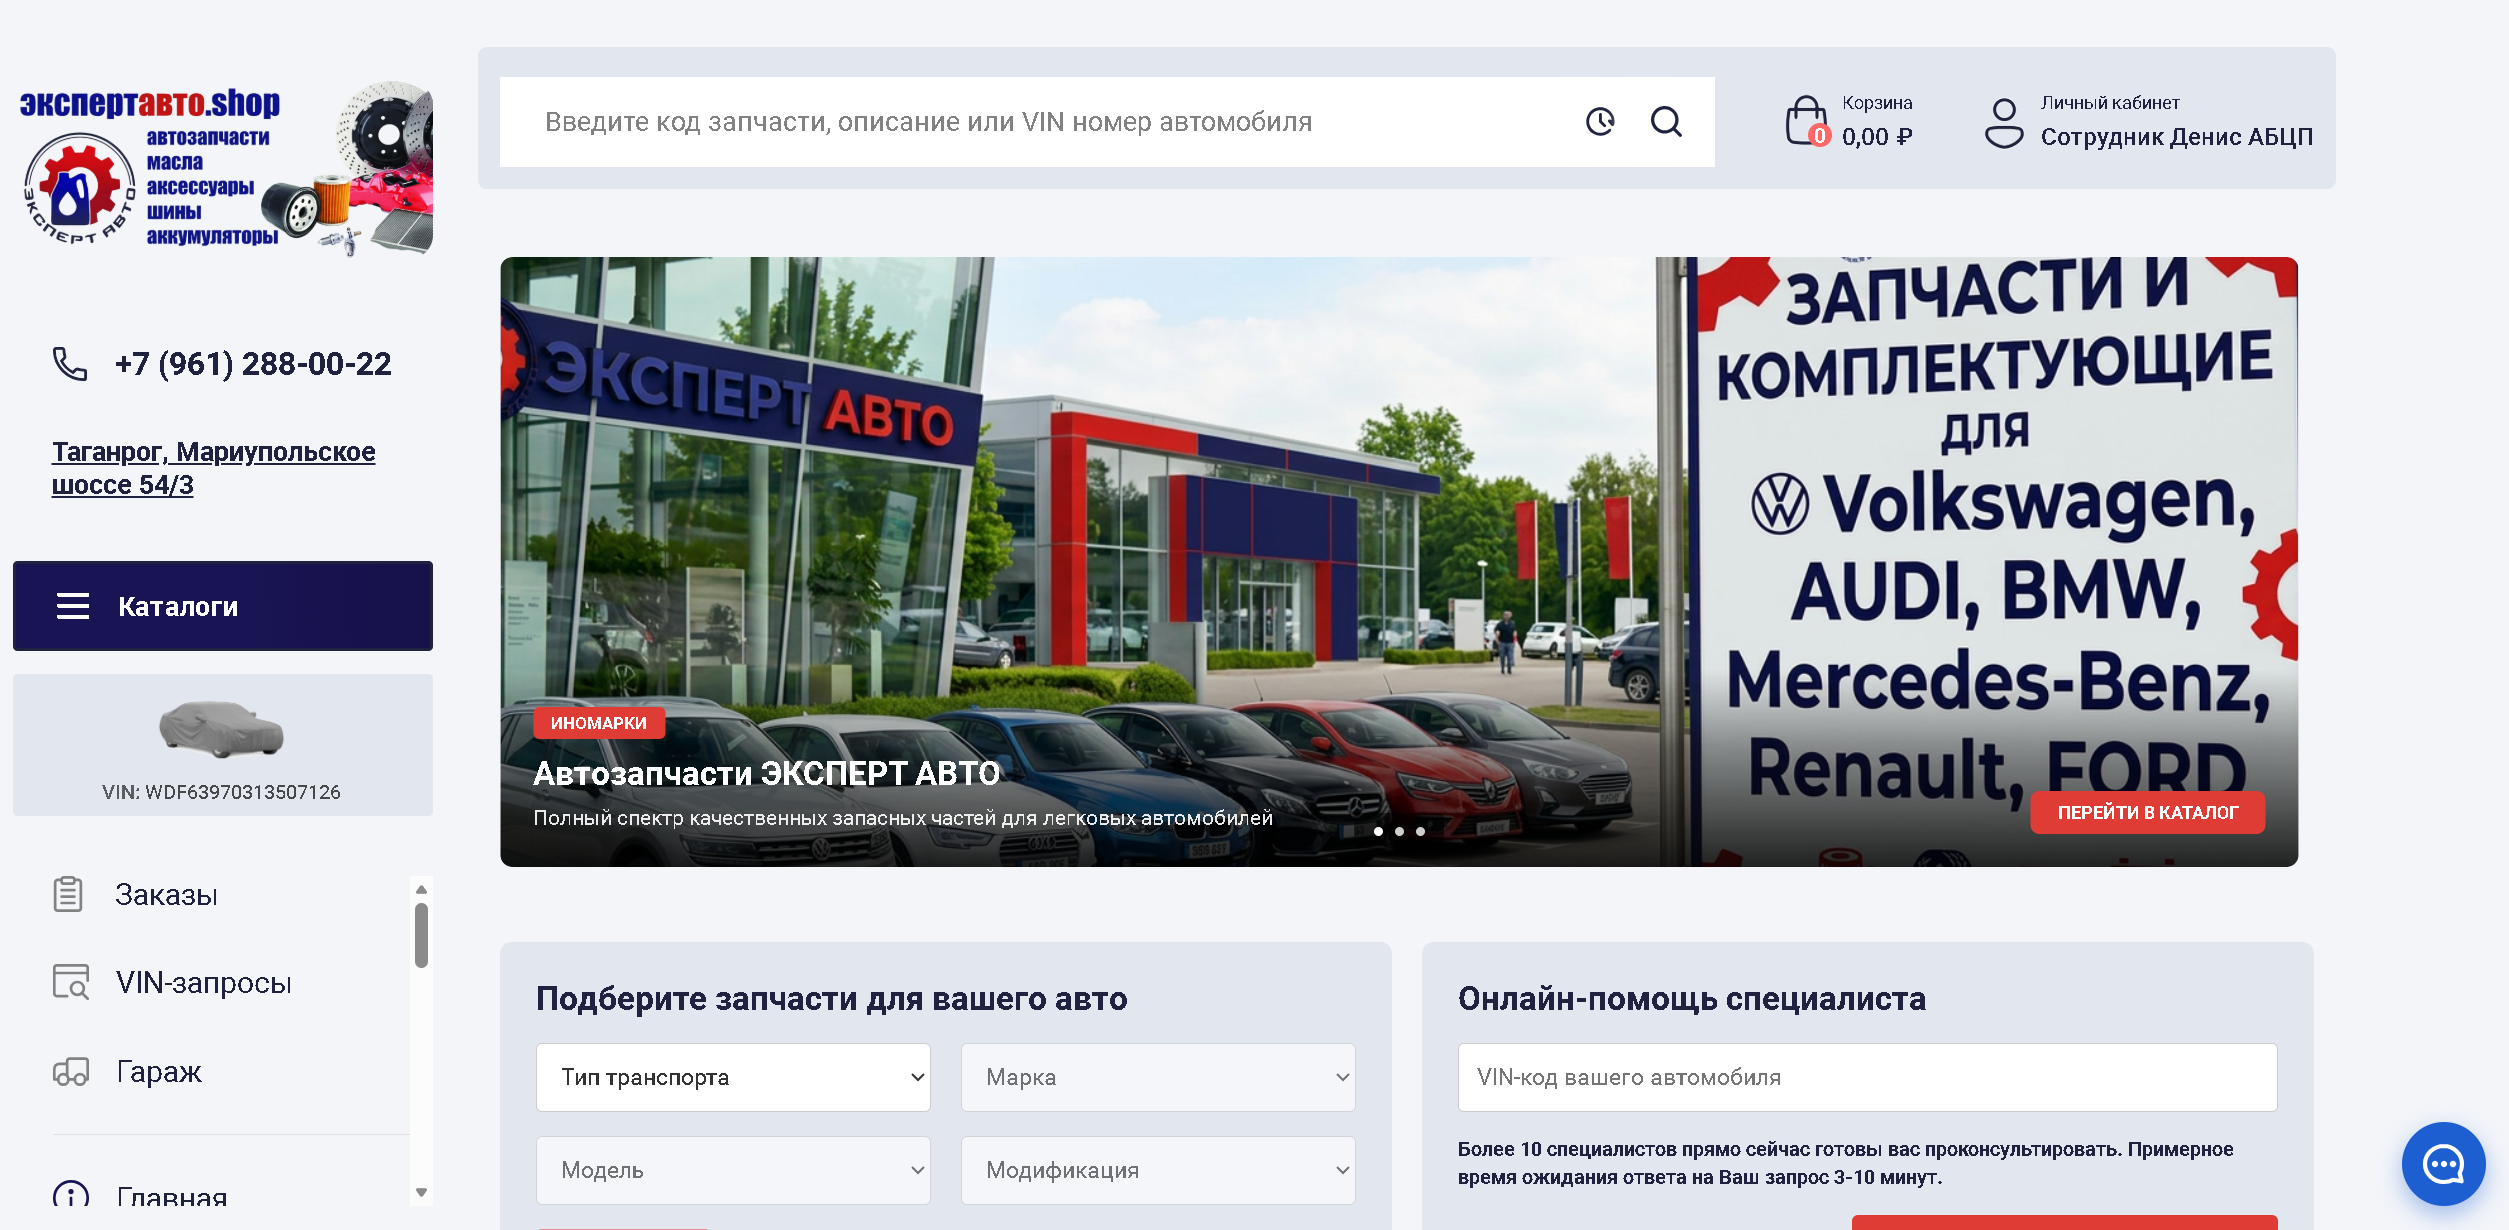 экспертавто.shop
автозапчасти
масла
аксессуары
шины
аккумуляторы
ЭКСПЕРТ АВТО
+7 (961) 288-00-22
Таганрог, Мариупольское
шоссе 54/3
Каталоги
VIN: WDF63970313507126
Заказы
VIN-запросы
Гараж
Главная
Введите код запчасти, описание или VIN номер автомобиля
Корзина
0
0,00 ₽
Личный кабинет
Сотрудник Денис АБЦП
ЭКСПЕРТ АВТО
ЗАПЧАСТИ И
КОМПЛЕКТУЮЩИЕ
ДЛЯ
Volkswagen,
AUDI, BMW,
Mercedes-Benz,
Renault, FORD
ИНОМАРКИ
Автозапчасти ЭКСПЕРТ АВТО
Полный спектр качественных запасных частей для легковых автомобилей
ПЕРЕЙТИ В КАТАЛОГ
Подберите запчасти для вашего авто
Тип транспорта
Марка
Модель
Модификация
Онлайн-помощь специалиста
VIN-код вашего автомобиля
Более 10 специалистов прямо сейчас готовы вас проконсультировать. Примерное
время ожидания ответа на Ваш запрос 3-10 минут.